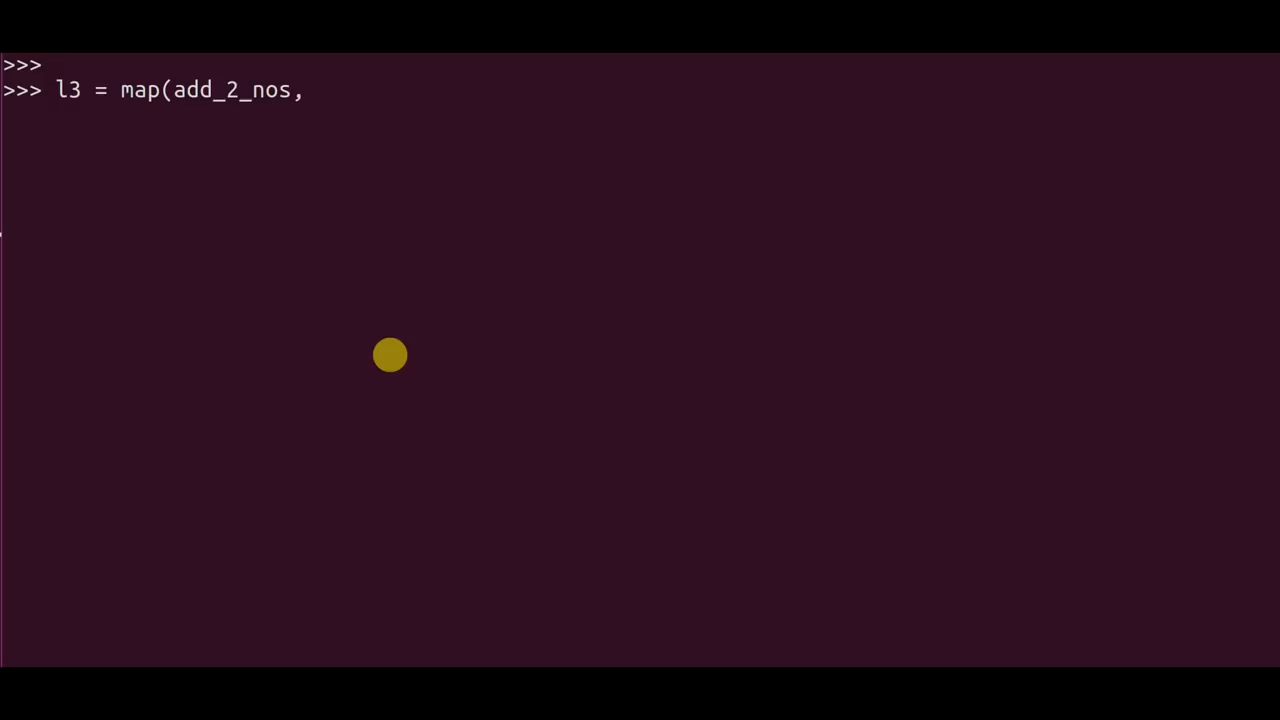 >>>
>>> l3 = map(add_2_nos,